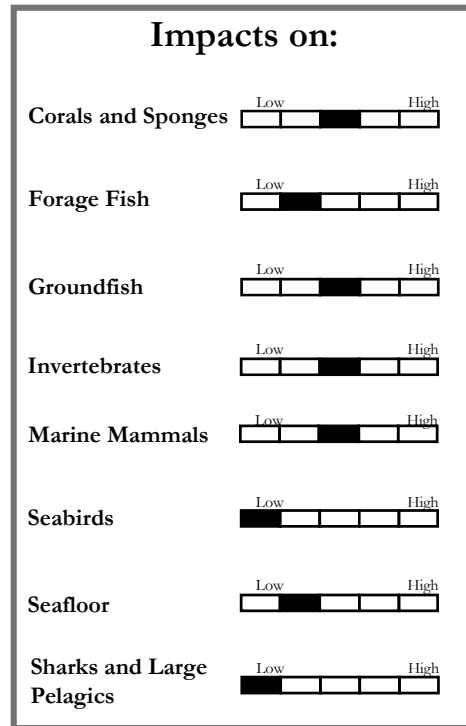 Impacts on:
Low High
Corals and Sponges
Low High
Forage Fish
Low High
Groundfish
Low High
Invertebrates
Low High
Marine Mammals
Low High
Seabirds
Low High
Seafloor
Low High
Sharks and Large
Pelagics